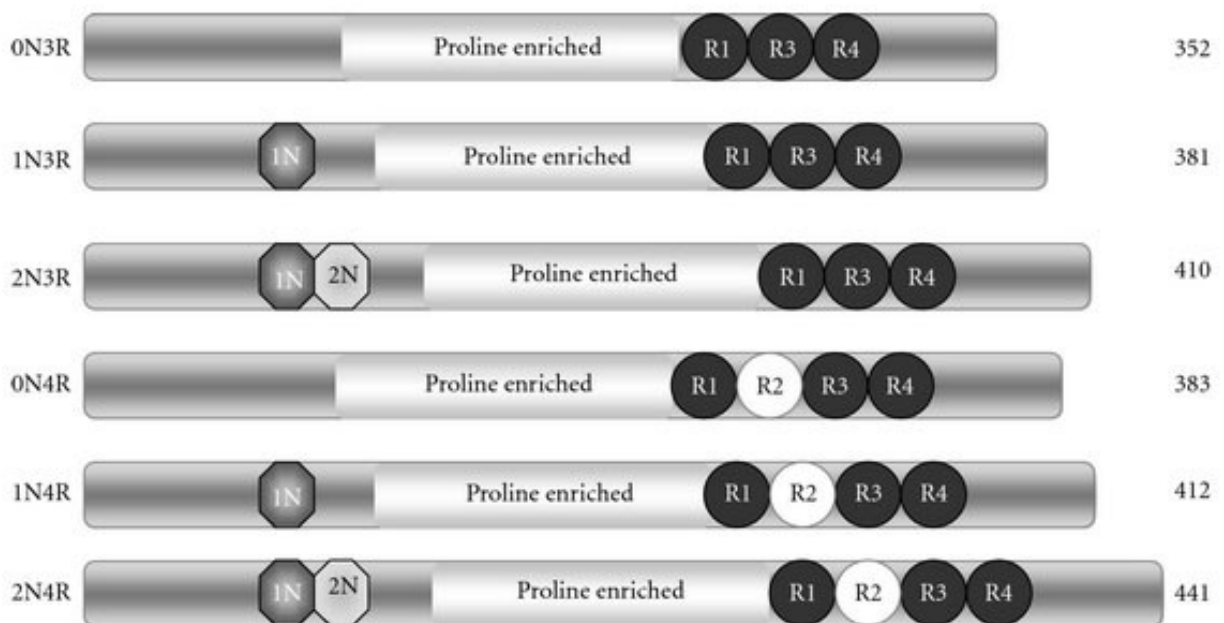 0N3R Proline enriched R1 R3 R4 352
1N3R 1N Proline enriched R1 R3 R4 381
2N3R 1N 2N Proline enriched R1 R3 R4 410
0N4R Proline enriched R1 R2 R3 R4 383
1N4R 1N Proline enriched R1 R2 R3 R4 412
2N4R 1N 2N Proline enriched R1 R2 R3 R4 441